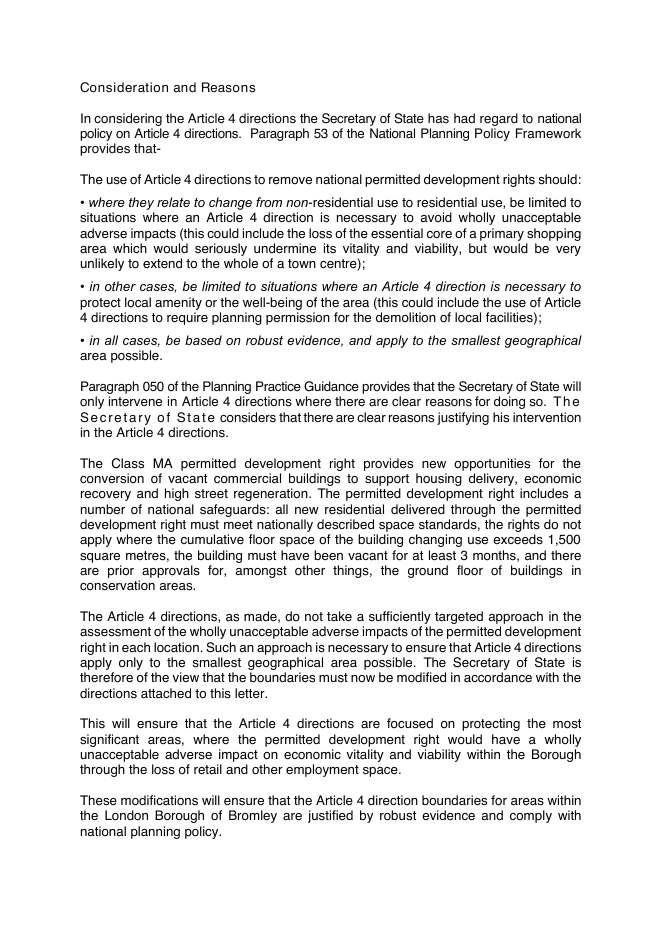 Consideration and Reasons
In considering the Article 4 directions the Secretary of State has had regard to national
policy on Article 4 directions. Paragraph 53 of the National Planning Policy Framework
provides that-
The use of Article 4 directions to remove national permitted development rights should:
• where they relate to change from non-residential use to residential use, be limited to
situations where an Article 4 direction is necessary to avoid wholly unacceptable
adverse impacts (this could include the loss of the essential core of a primary shopping
area which would seriously undermine its vitality and viability, but would be very
unlikely to extend to the whole of a town centre);
• in other cases, be limited to situations where an Article 4 direction is necessary to
protect local amenity or the well-being of the area (this could include the use of Article
4 directions to require planning permission for the demolition of local facilities);
• in all cases, be based on robust evidence, and apply to the smallest geographical
area possible.
Paragraph 050 of the Planning Practice Guidance provides that the Secretary of State will
only intervene in Article 4 directions where there are clear reasons for doing so. The
Secretary of State considers that there are clear reasons justifying his intervention
in the Article 4 directions.
The Class MA permitted development right provides new opportunities for the
conversion of vacant commercial buildings to support housing delivery, economic
recovery and high street regeneration. The permitted development right includes a
number of national safeguards: all new residential delivered through the permitted
development right must meet nationally described space standards, the rights do not
apply where the cumulative floor space of the building changing use exceeds 1,500
square metres, the building must have been vacant for at least 3 months, and there
are prior approvals for, amongst other things, the ground floor of buildings in
conservation areas.
The Article 4 directions, as made, do not take a sufficiently targeted approach in the
assessment of the wholly unacceptable adverse impacts of the permitted development
right in each location. Such an approach is necessary to ensure that Article 4 directions
apply only to the smallest geographical area possible. The Secretary of State is
therefore of the view that the boundaries must now be modified in accordance with the
directions attached to this letter.
This will ensure that the Article 4 directions are focused on protecting the most
significant areas, where the permitted development right would have a wholly
unacceptable adverse impact on economic vitality and viability within the Borough
through the loss of retail and other employment space.
These modifications will ensure that the Article 4 direction boundaries for areas within
the London Borough of Bromley are justified by robust evidence and comply with
national planning policy.